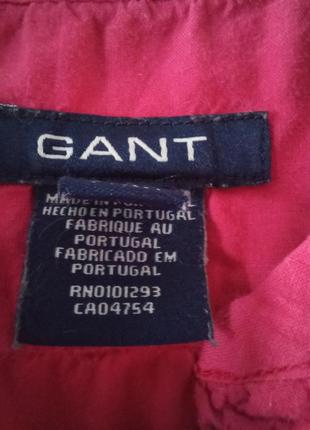 GANT
MADE IN
HECHO EN PORTUGAL
FABRIQUE AU
PORTUGAL
FABRICADO EM
PORTUGAL
RN0101293
CA04754